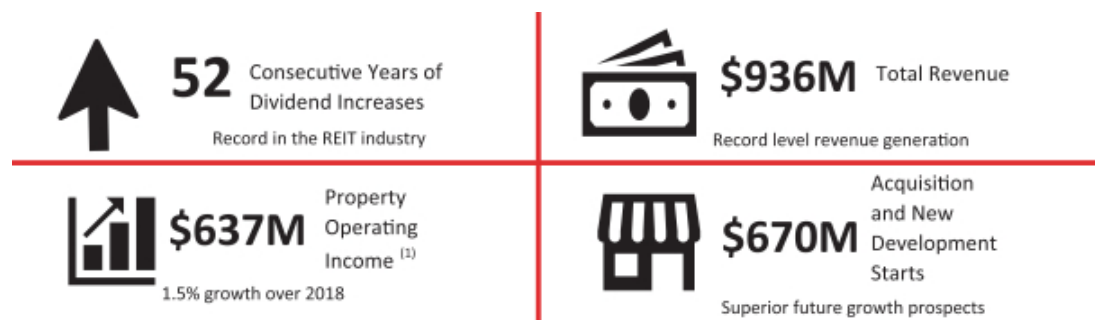 52 Consecutive Years of
Dividend Increases
Record in the REIT industry
$936M Total Revenue
Record level revenue generation
$637M Property
Operating
Income (1)
1.5% growth over 2018
$670M Acquisition
and New
Development
Starts
Superior future growth prospects